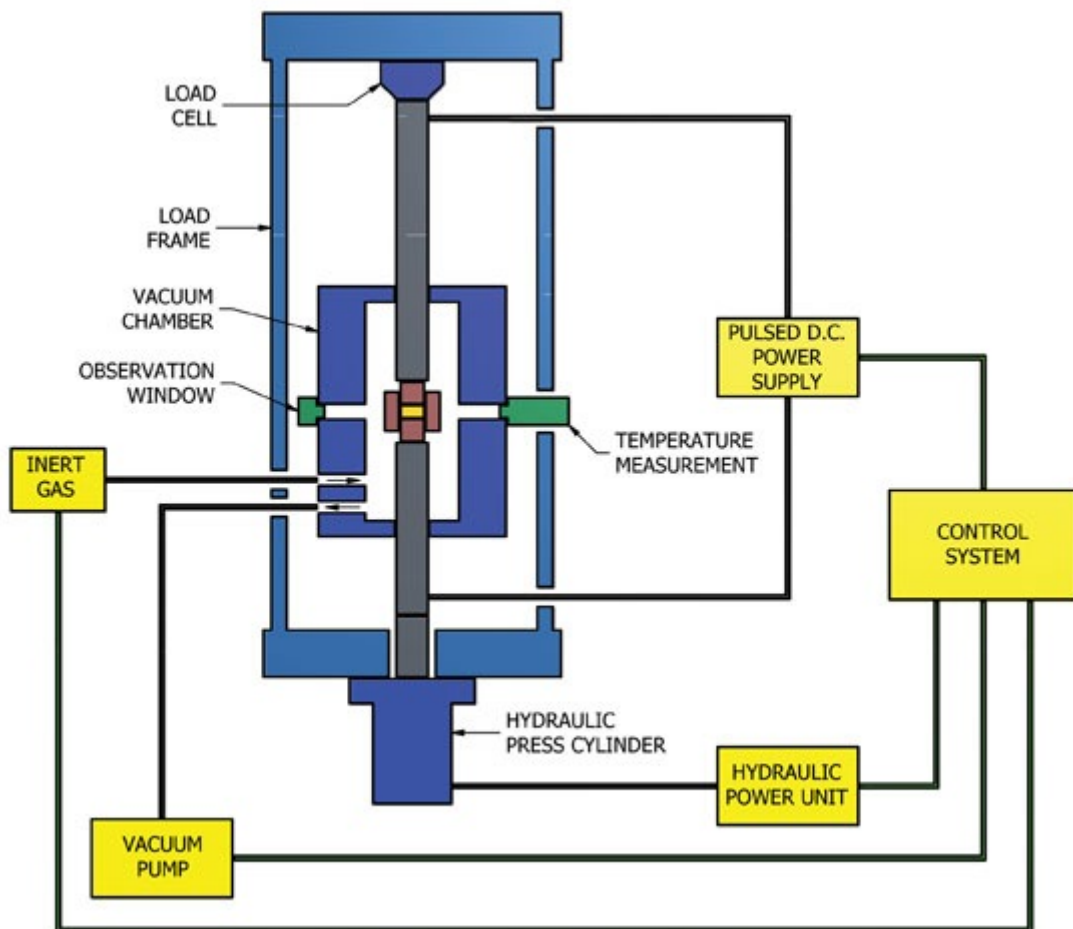 LOAD
CELL
LOAD
FRAME
VACUUM
CHAMBER
OBSERVATION
WINDOW
PULSED D.C.
POWER
SUPPLY
TEMPERATURE
MEASUREMENT
INERT
GAS
CONTROL
SYSTEM
HYDRAULIC
PRESS CYLINDER
HYDRAULIC
POWER UNIT
VACUUM
PUMP